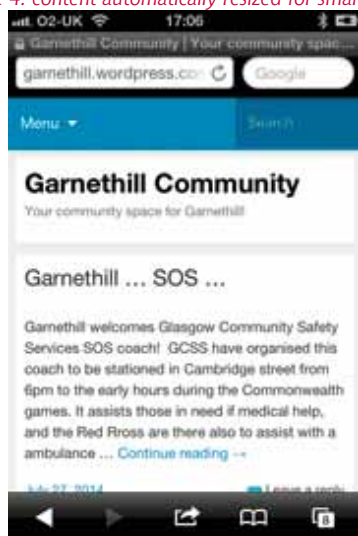 4: content automatically resized for smal
O2-UK 17:06
Garnethill Community | Your community spac...
garnethill.wordpress.co Google
Menu Search
Garnethill Community
Your community space for Garnethill
Garnethill ... SOS ...
Garnethill welcomes Glasgow Community Safety
Services SOS coach! GCSS have organised this
coach to be stationed in Cambridge street from
6pm to the early hours during the Commonwealth
games. It assists those in need if medical help,
and the Red Rross are there also to assist with a
ambulance ... Continue reading →
July 27, 2014 Leave a reply
8